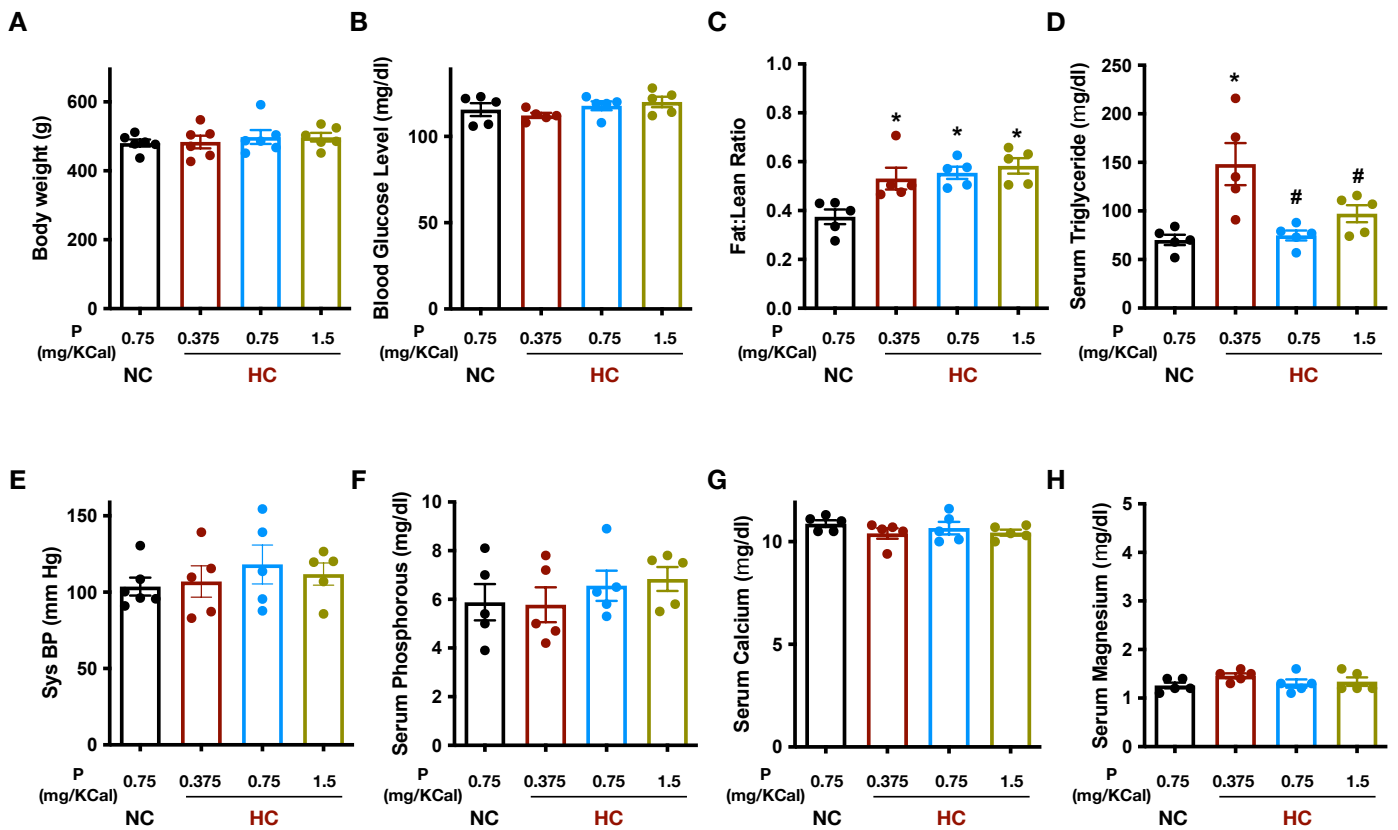 A
Body weight (g)
600
400
200
0
P
(mg/KCal)
0.75 0.375 0.75 1.5
NC HC
B
Blood Glucose Level (mg/dl)
100
50
0
P
(mg/KCal)
0.75 0.375 0.75 1.5
NC HC
C
Fat:Lean Ratio
1.0
0.8
0.6
0.4
0.2
0.0
* * *
P
(mg/KCal)
0.75 0.375 0.75 1.5
NC HC
D
Serum Triglyceride (mg/dl)
250
200
150
100
50
0
* # #
P
(mg/KCal)
0.75 0.375 0.75 1.5
NC HC
E
Sys BP (mm Hg)
150
100
50
0
P
(mg/KCal)
0.75 0.375 0.75 1.5
NC HC
F
Serum Phosphorous (mg/dl)
10
8
6
4
2
0
P
(mg/KCal)
0.75 0.375 0.75 1.5
NC HC
G
Serum Calcium (mg/dl)
10
5
0
P
(mg/KCal)
0.75 0.375 0.75 1.5
NC HC
H
Serum Magnesium (mg/dl)
5
4
3
2
1
0
P
(mg/KCal)
0.75 0.375 0.75 1.5
NC HC